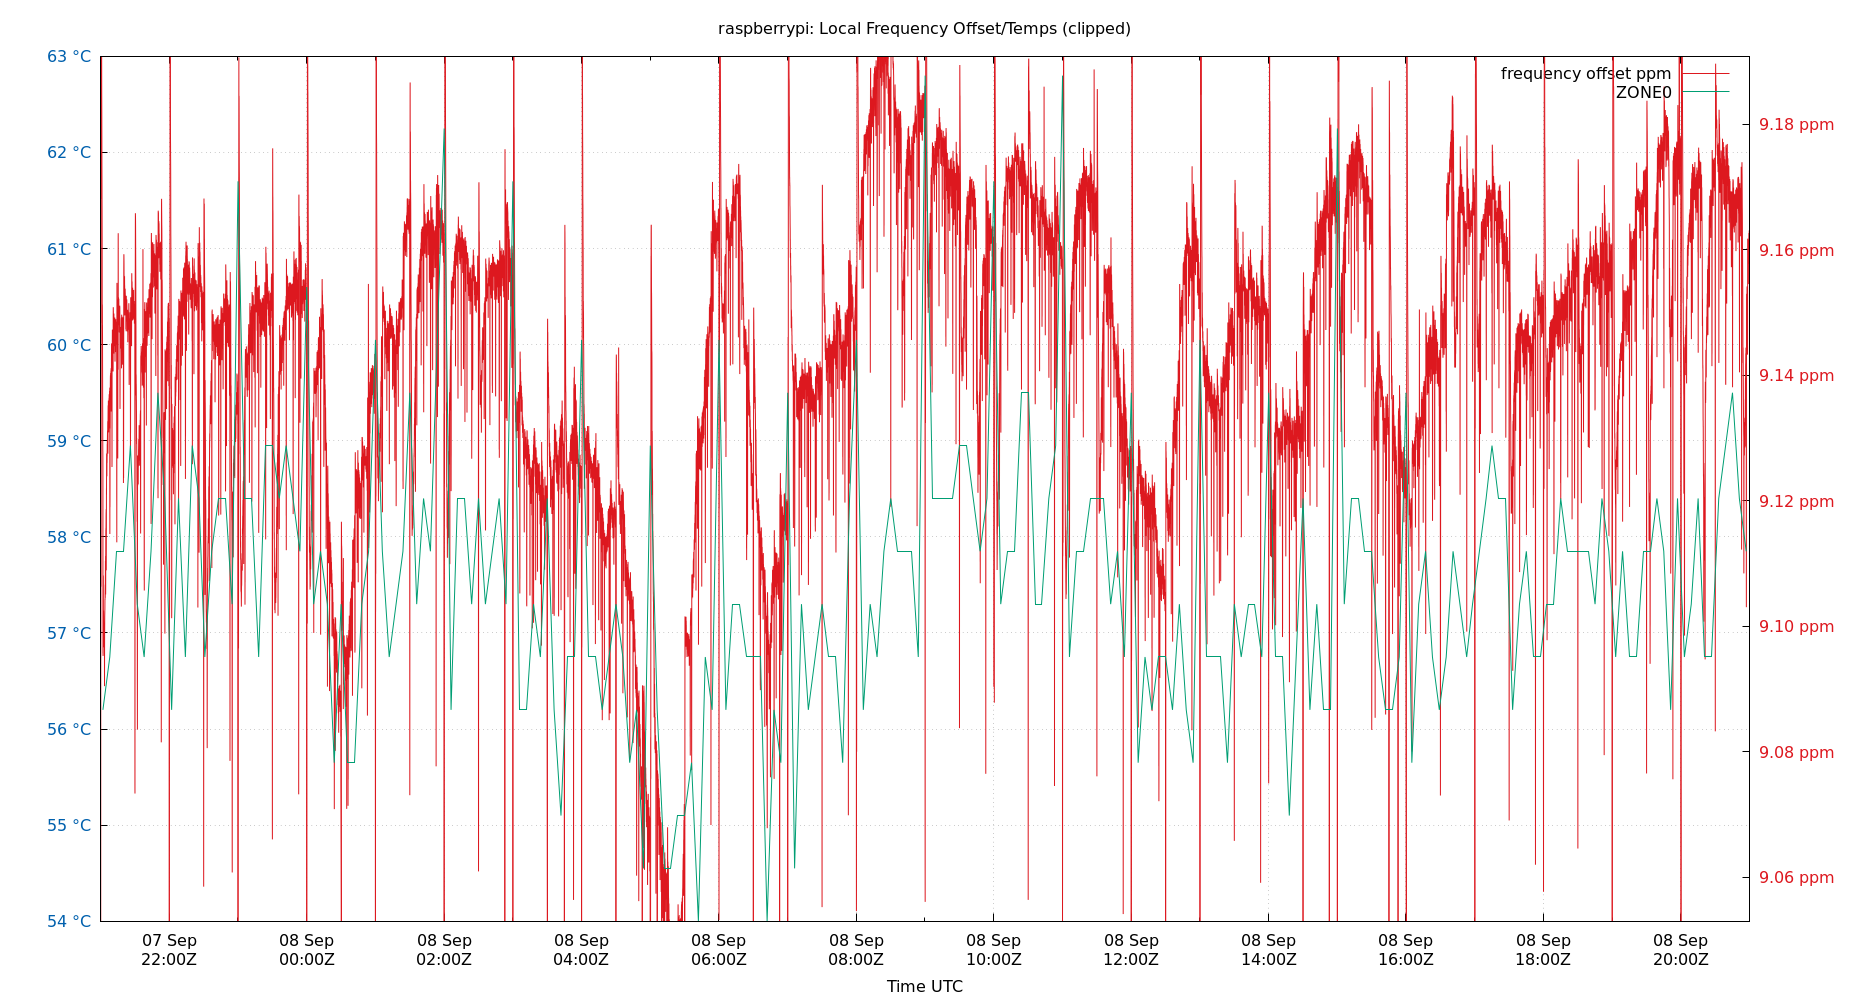 raspberrypi: Local Frequency Offset/Temps (clipped)
63 °C
62 °C
61 °C
60 °C
59 °C
58 °C
57 °C
56 °C
55 °C
54 °C
frequency offset ppm
ZONE0
9.18 ppm
9.16 ppm
9.14 ppm
9.12 ppm
9.10 ppm
9.08 ppm
9.06 ppm
07 Sep
22:00Z
08 Sep
00:00Z
08 Sep
02:00Z
08 Sep
04:00Z
08 Sep
06:00Z
08 Sep
08:00Z
08 Sep
10:00Z
08 Sep
12:00Z
08 Sep
14:00Z
08 Sep
16:00Z
08 Sep
18:00Z
08 Sep
20:00Z
Time UTC